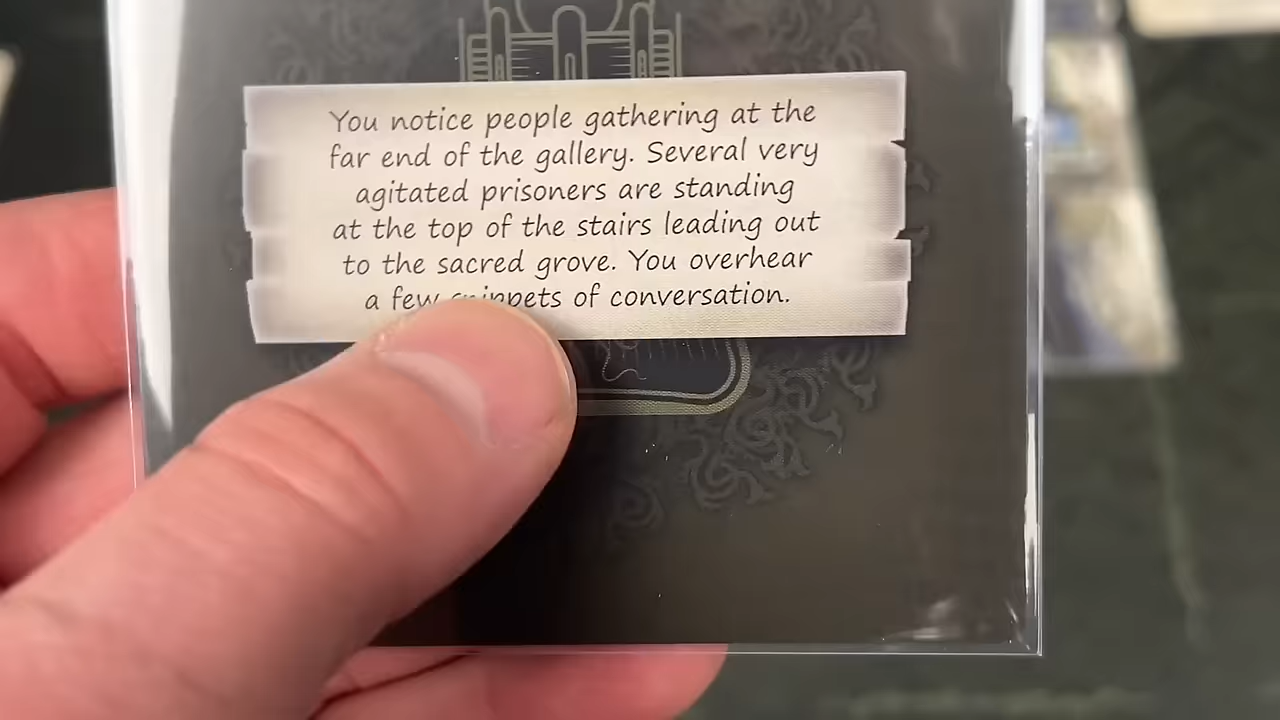 You notice people gathering at the
far end of the gallery. Several very
agitated prisoners are standing
at the top of the stairs leading out
to the sacred grove. You overhear
a few snippets of conversation.